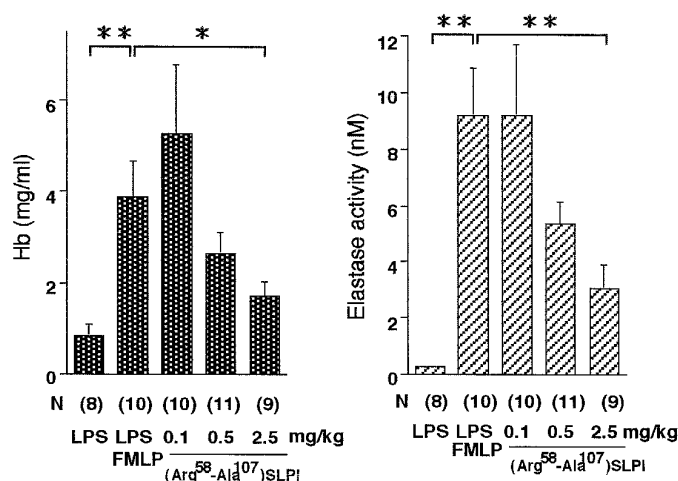 ** *
Hb (mg/ml)
6
4
2
0
N (8) (10) (10) (11) (9)
LPS LPS 0.1 0.5 2.5 mg/kg
FMLP (Arg58-Ala107)SLPI
** **
Elastase activity (nM)
12
10
8
6
4
2
0
(8) (10) (10) (11) (9)
LPS LPS 0.1 0.5 2.5 mg/kg
FMLP (Arg58-Ala107)SLPI